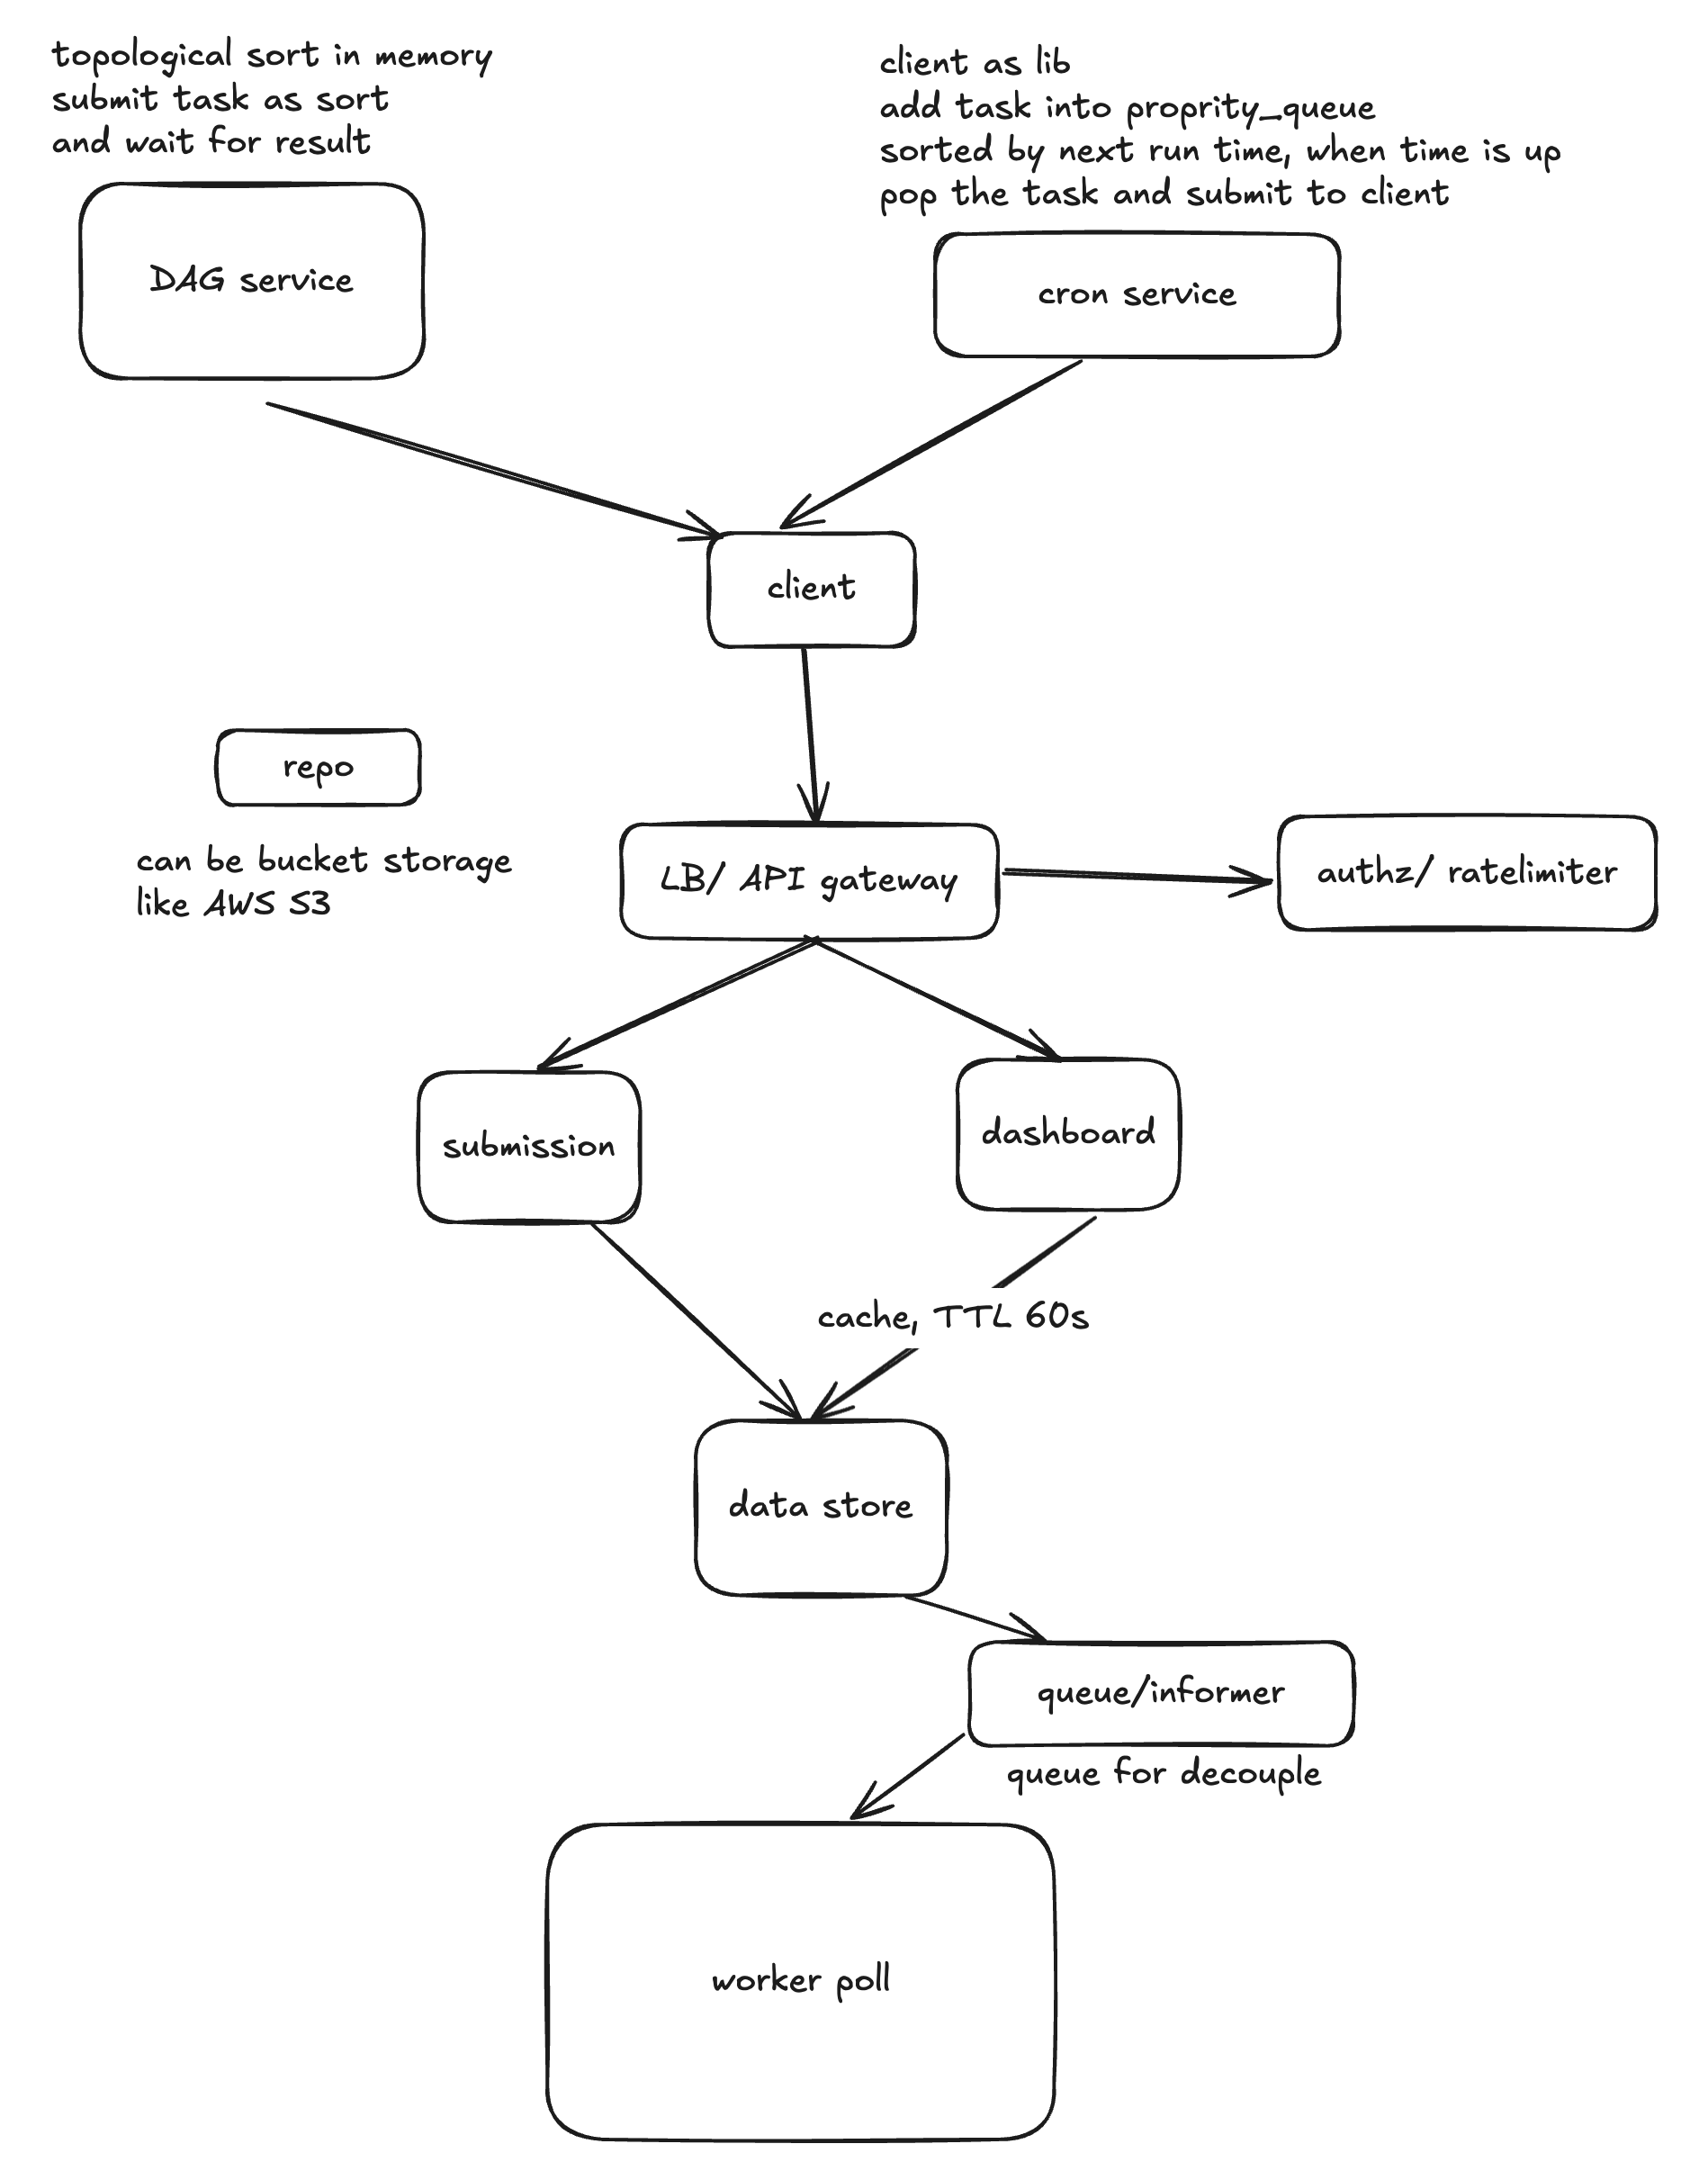 topological sort in memory
submit task as sort
and wait for result
client as lib
add task into proprity_queue
sorted by next run time, when time is up
pop the task and submit to client
DAG service
cron service
client
repo
can be bucket storage
like AWS S3
LB/ API gateway
authz/ ratelimiter
submission
dashboard
cache, TTL 60s
data store
queue/informer
queue for decouple
worker poll